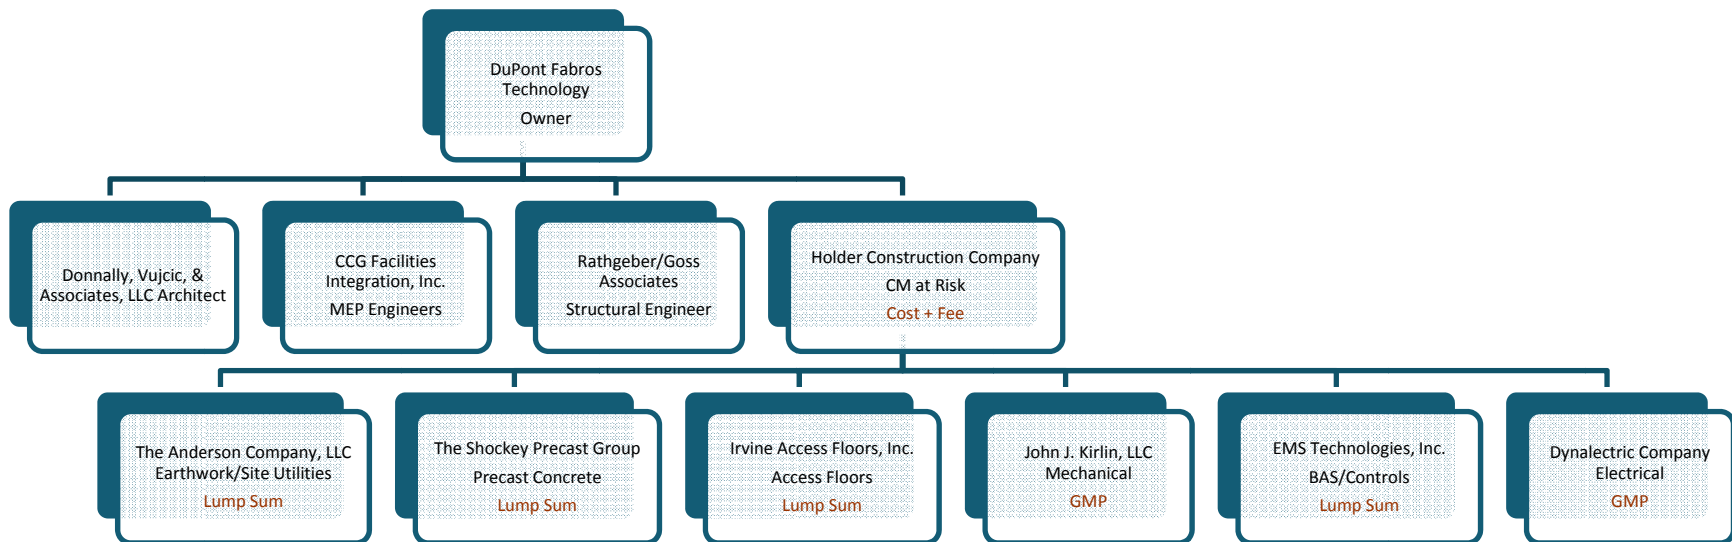 DuPont Fabros
Technology
Owner
Donnally, Vujcic, &
Associates, LLC Architect
CCG Facilities
Integration, Inc.
MEP Engineers
Rathgeber/Goss
Associates
Structural Engineer
Holder Construction Company
CM at Risk
Cost + Fee
The Anderson Company, LLC
Earthwork/Site Utilities
Lump Sum
The Shockey Precast Group
Precast Concrete
Lump Sum
Irvine Access Floors, Inc.
Access Floors
Lump Sum
John J. Kirlin, LLC
Mechanical
GMP
EMS Technologies, Inc.
BAS/Controls
Lump Sum
Dynalectric Company
Electrical
GMP